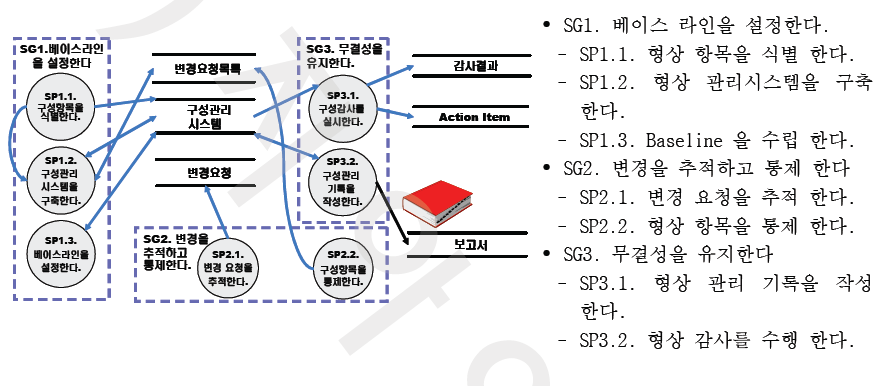 SG1.베이스라인
을 설정한다
SP1.1.
구성항목을
식별한다.
SP1.2.
구성관리
시스템을
구축한다.
SP1.3.
베이스라인을
설정한다.
변경요청목록
구성관리
시스템
변경요청
SG2. 변경을
추적하고
통제한다.
SP2.1.
변경 요청을
추적한다.
SP2.2.
구성항목을
통제한다.
SG3. 무결성을
유지한다.
SP3.1.
구성감사를
실시한다.
SP3.2.
구성관리
기록을
작성한다.
감사결과
Action Item
보고서
• SG1. 베이스 라인을 설정한다.
- SP1.1. 형상 항목을 식별 한다.
- SP1.2. 형상 관리시스템을 구축
한다.
- SP1.3. Baseline 을 수립 한다.
• SG2. 변경을 추적하고 통제 한다
- SP2.1. 변경 요청을 추적 한다.
- SP2.2. 형상 항목을 통제 한다.
• SG3. 무결성을 유지한다
- SP3.1. 형상 관리 기록을 작성
한다.
- SP3.2. 형상 감사를 수행 한다.